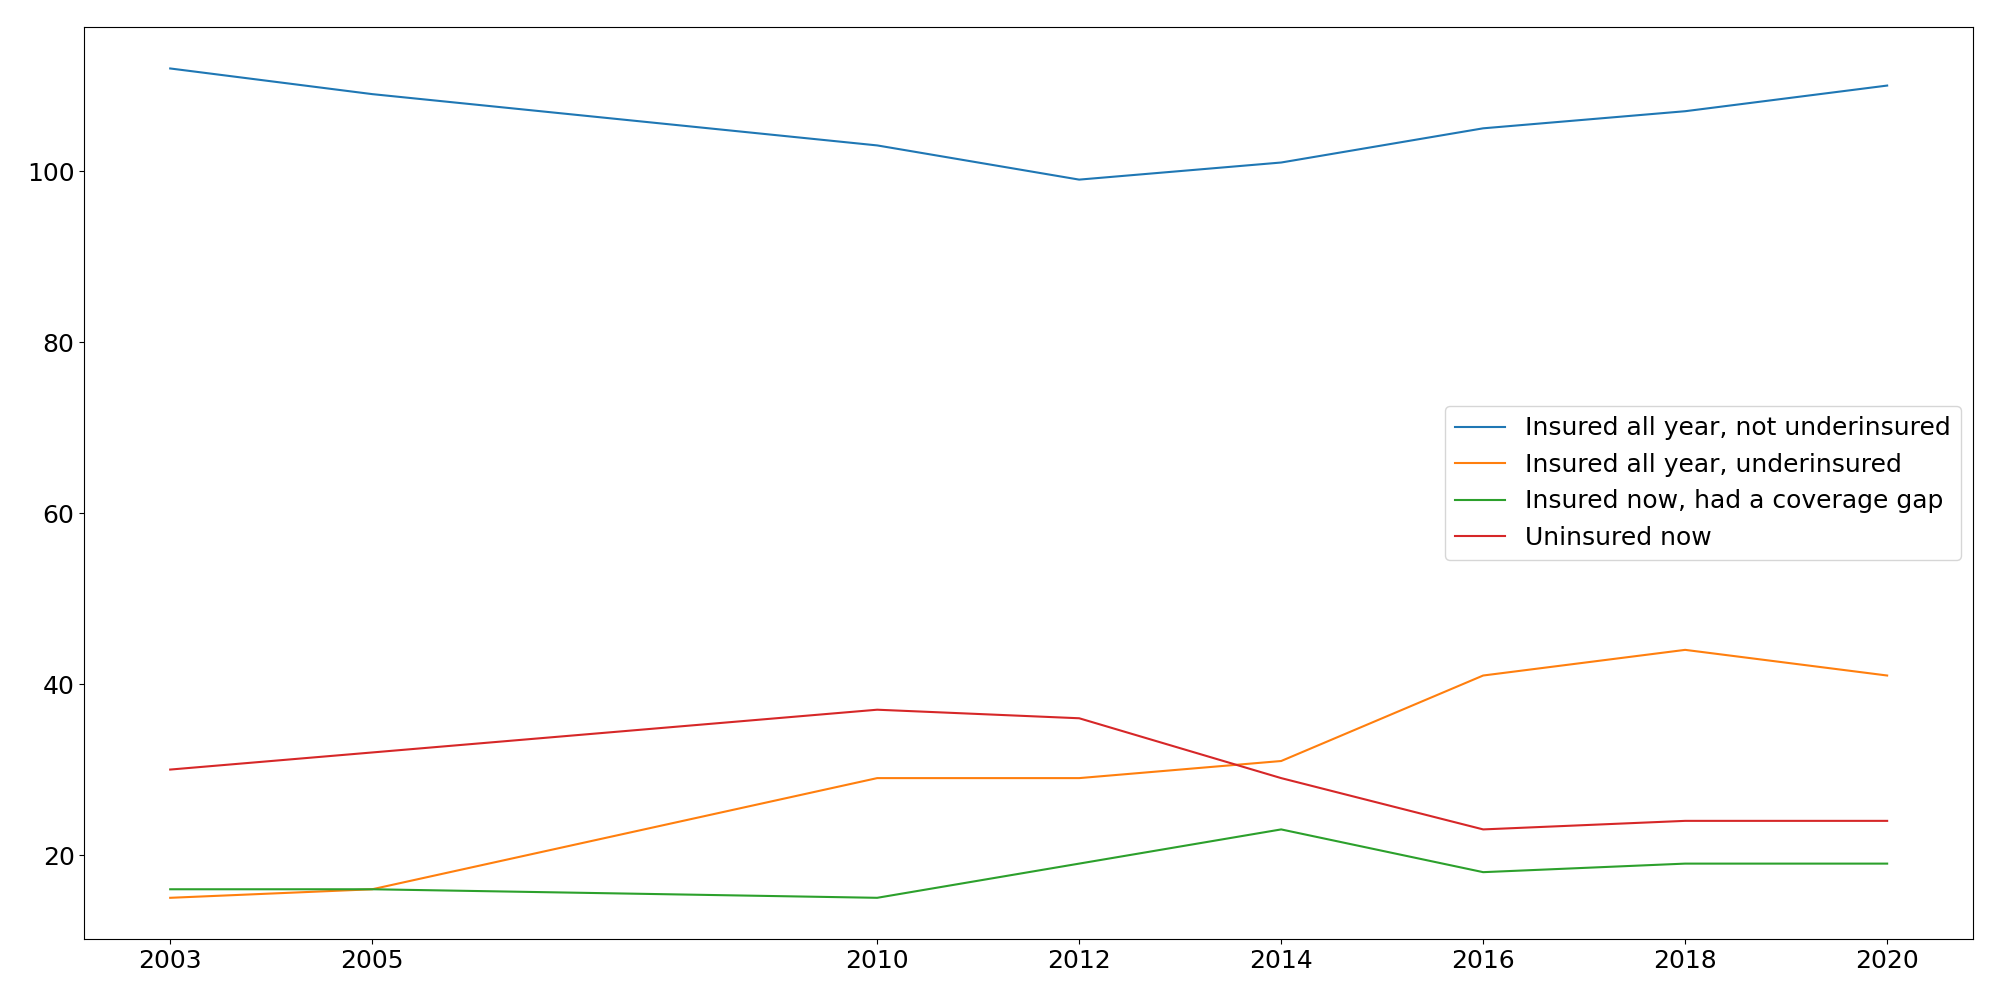 100
80
60
40
20
Insured all year, not underinsured
Insured all year, underinsured
Insured now, had a coverage gap
Uninsured now
2003 2005 2010 2012 2014 2016 2018 2020